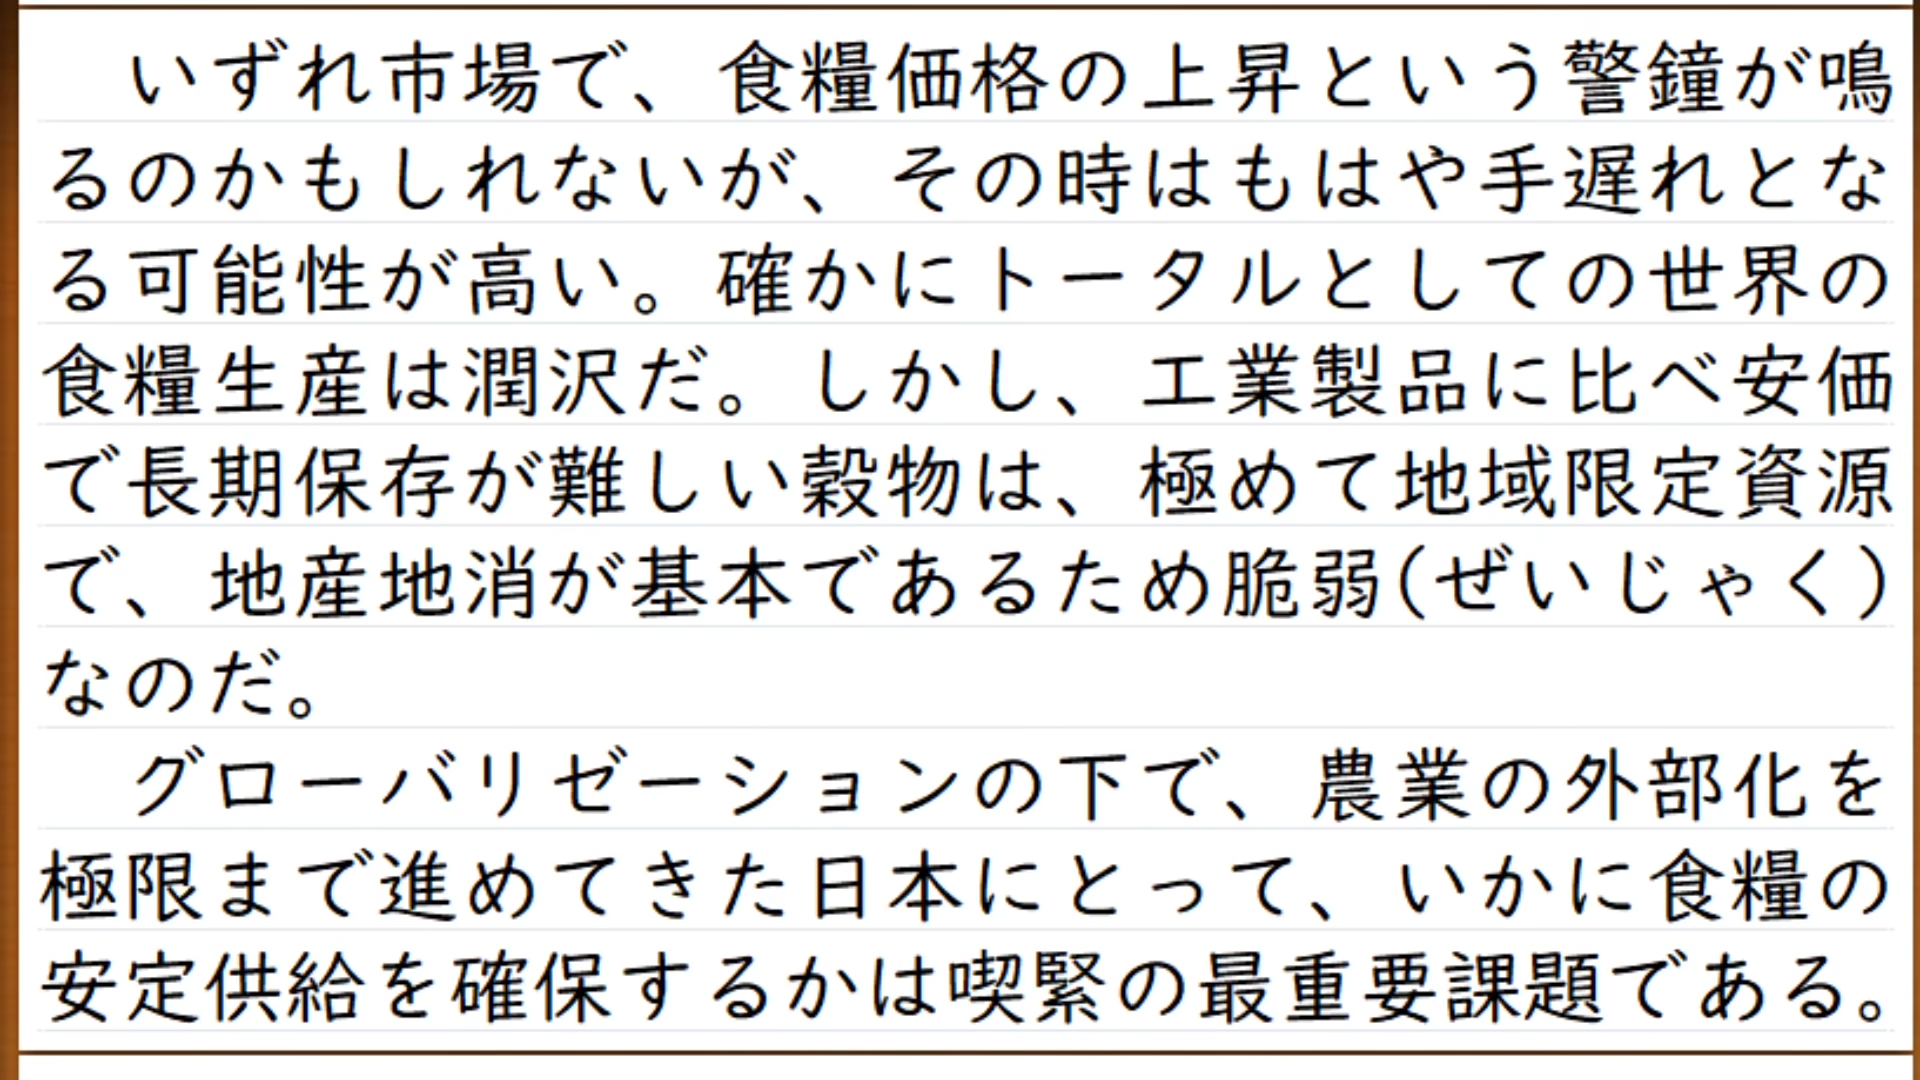 いずれ市場で、食糧価格の上昇という警鐘が鳴
るのかもしれないが、その時はもはや手遅れとな
る可能性が高い。確かにトータルとしての世界の
食糧生産は潤沢だ。しかし、工業製品に比べ安価
で長期保存が難しい穀物は、極めて地域限定資源
で、地産地消が基本であるため脆弱(ぜいじゃく)
なのだ。
グローバリゼーションの下で、農業の外部化を
極限まで進めてきた日本にとって、いかに食糧の
安定供給を確保するかは喫緊の最重要課題である。